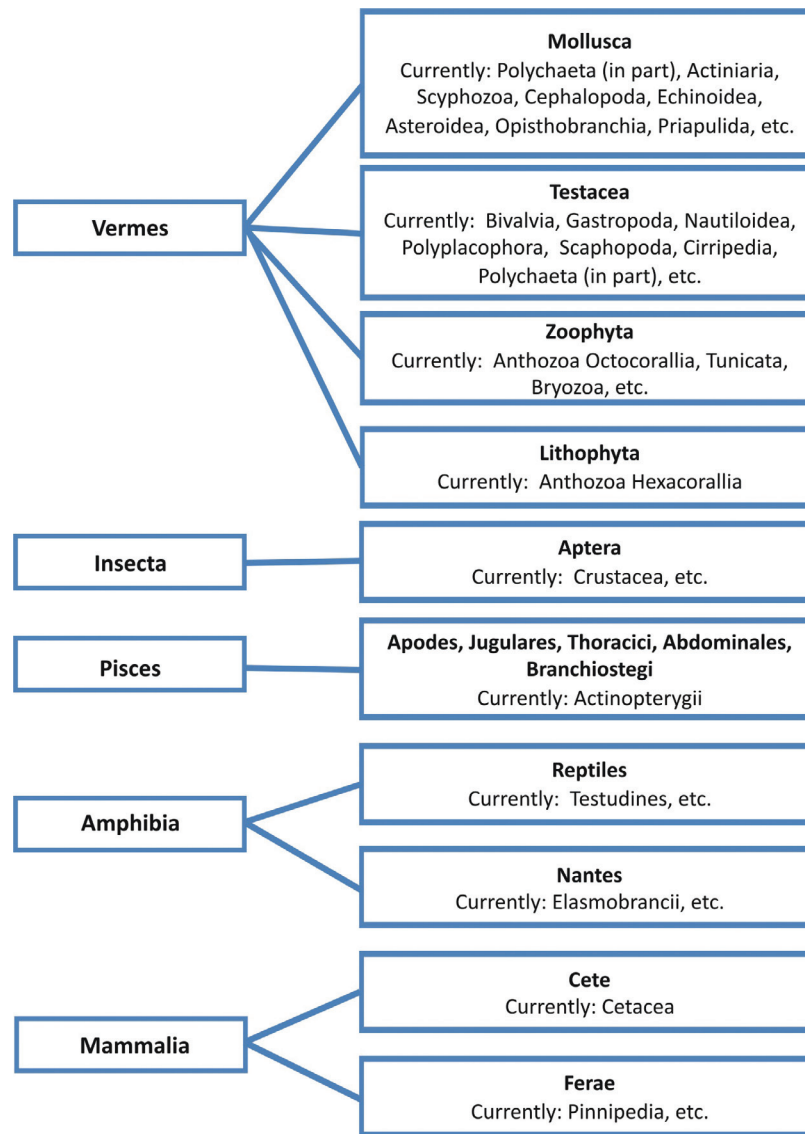 Vermes
Mollusca
Currently: Polychaeta (in part), Actiniaria,
Scyphozoa, Cephalopoda, Echinoidea,
Asteroidea, Opisthobranchia, Priapulida, etc.
Testacea
Currently: Bivalvia, Gastropoda, Nautiloidea,
Polyplacophora, Scaphopoda, Cirripedia,
Polychaeta (in part), etc.
Zoophyta
Currently: Anthozoa Octocorallia, Tunicata,
Bryozoa, etc.
Lithophyta
Currently: Anthozoa Hexacorallia
Insecta
Aptera
Currently: Crustacea, etc.
Pisces
Apodes, Jugulares, Thoracici, Abdominales,
Branchiostegi
Currently: Actinopterygii
Amphibia
Reptiles
Currently: Testudines, etc.
Nantes
Currently: Elasmobrancii, etc.
Mammalia
Cete
Currently: Cetacea
Ferae
Currently: Pinnipedia, etc.